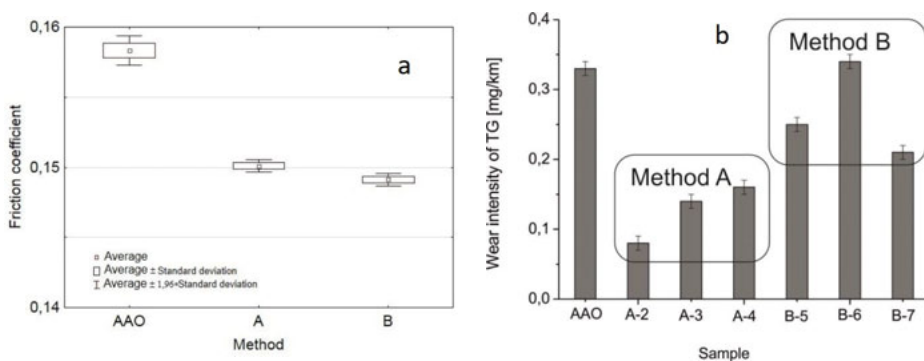 a
0,16
0,15
0,14
Friction coefficient
Average
Average ± Standard deviation
Average ± 1,96*Standard deviation
AAO A B
Method
b
0,4
0,3
0,2
0,1
0,0
Wear intensity of TG [mg/km]
Method B
Method A
AAO A-2 A-3 A-4 B-5 B-6 B-7
Sample